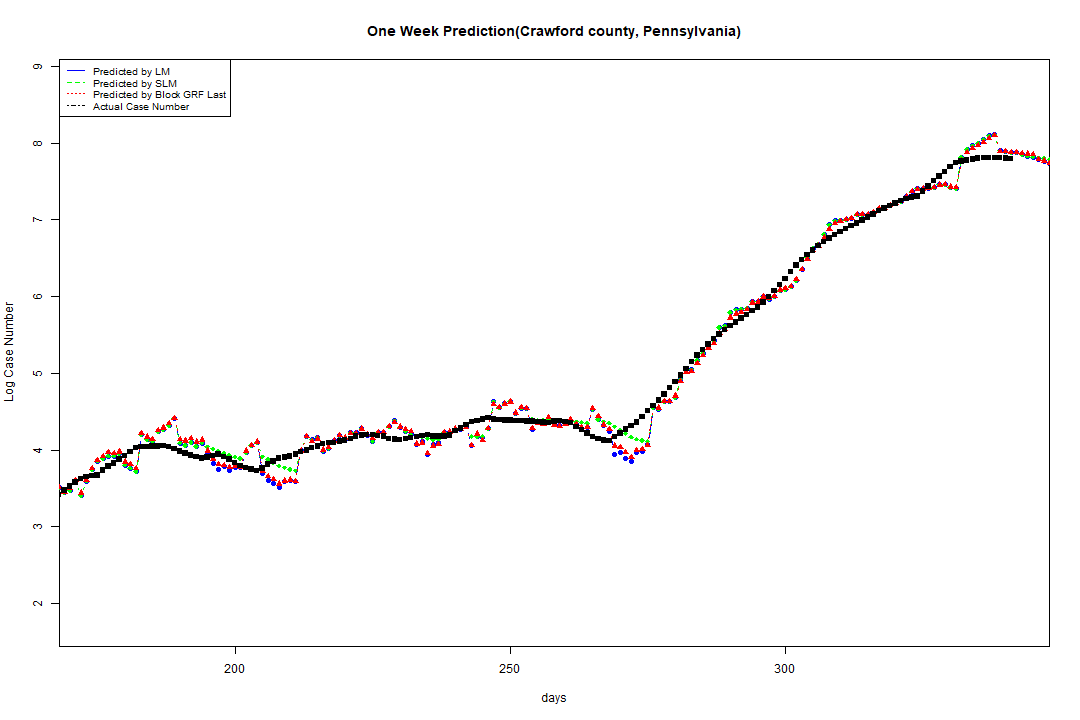 One Week Prediction(Crawford county, Pennsylvania)
Predicted by LM
Predicted by SLM
Predicted by Block GRF Last
Actual Case Number
9
8
7
6
5
4
3
2
Log Case Number
200 250 300
days